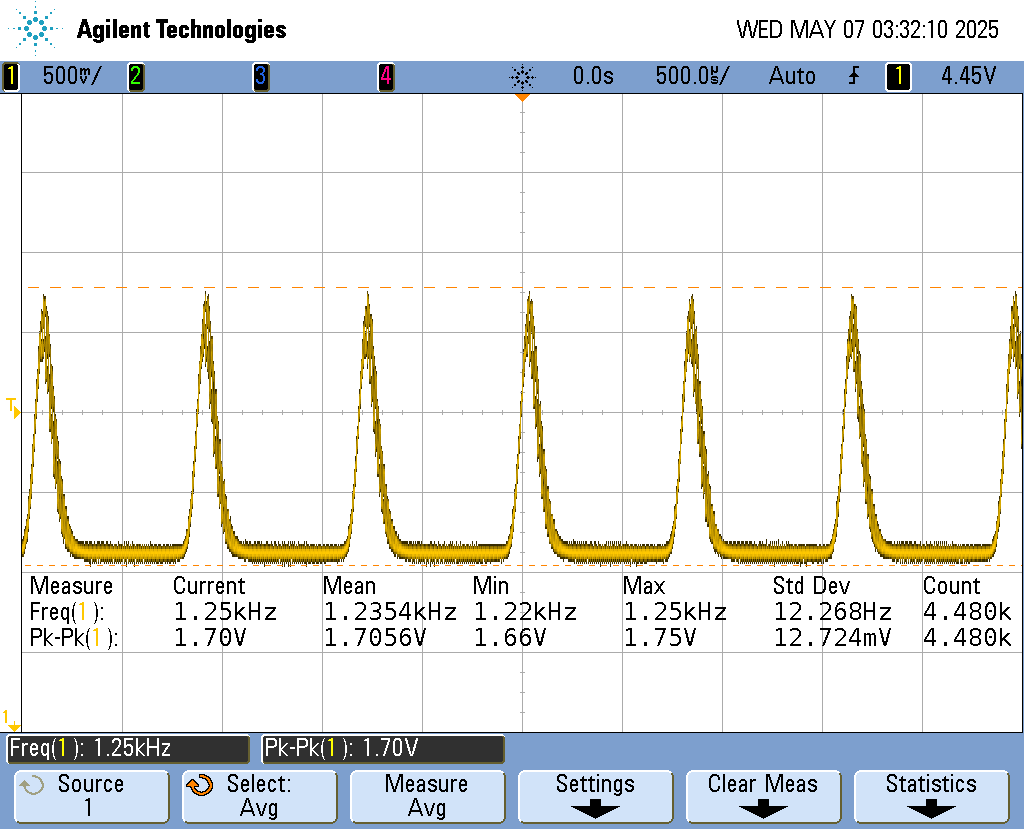 Agilent Technologies WED MAY 07 03:32:10 2025
1 500mV/ 2 3 4 0.0s 500.0µs/ Auto 1 4.45V
T
Measure Current Mean Min Max Std Dev Count
Freq(1): 1.25kHz 1.2354kHz 1.22kHz 1.25kHz 12.268Hz 4.480k
Pk-Pk(1): 1.70V 1.7056V 1.66V 1.75V 12.724mV 4.480k
1
Freq(1): 1.25kHz Pk-Pk(1): 1.70V
Source Select: Measure Settings Clear Meas Statistics
1 Avg Avg